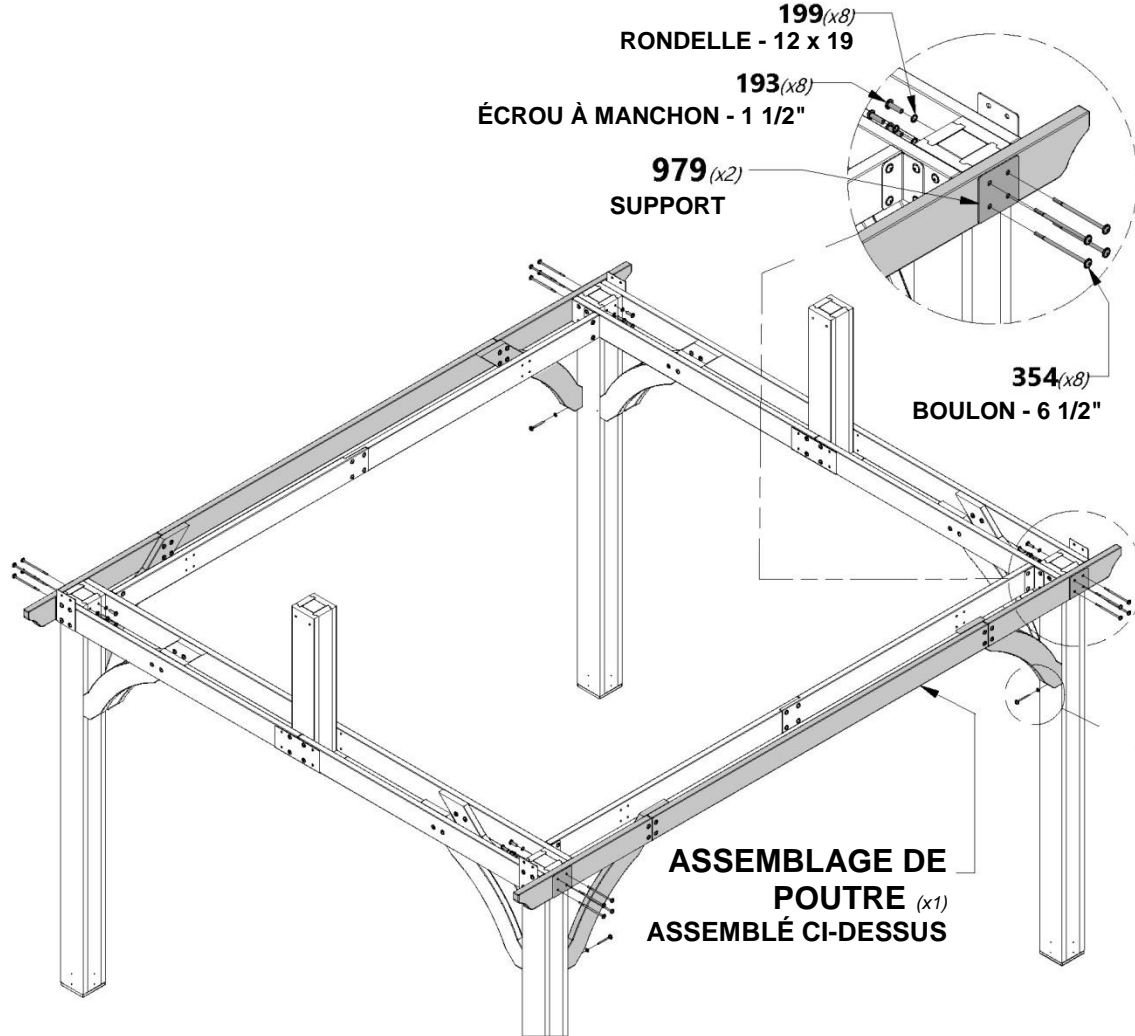 199(x8)
RONDELLE - 12 x 19
193(x8)
ÉCROU À MANCHON - 1 1/2"
979 (x2)
SUPPORT
354(x8)
BOULON - 6 1/2"
ASSEMBLAGE DE
POUTRE (x1)
ASSEMBLÉ CI-DESSUS